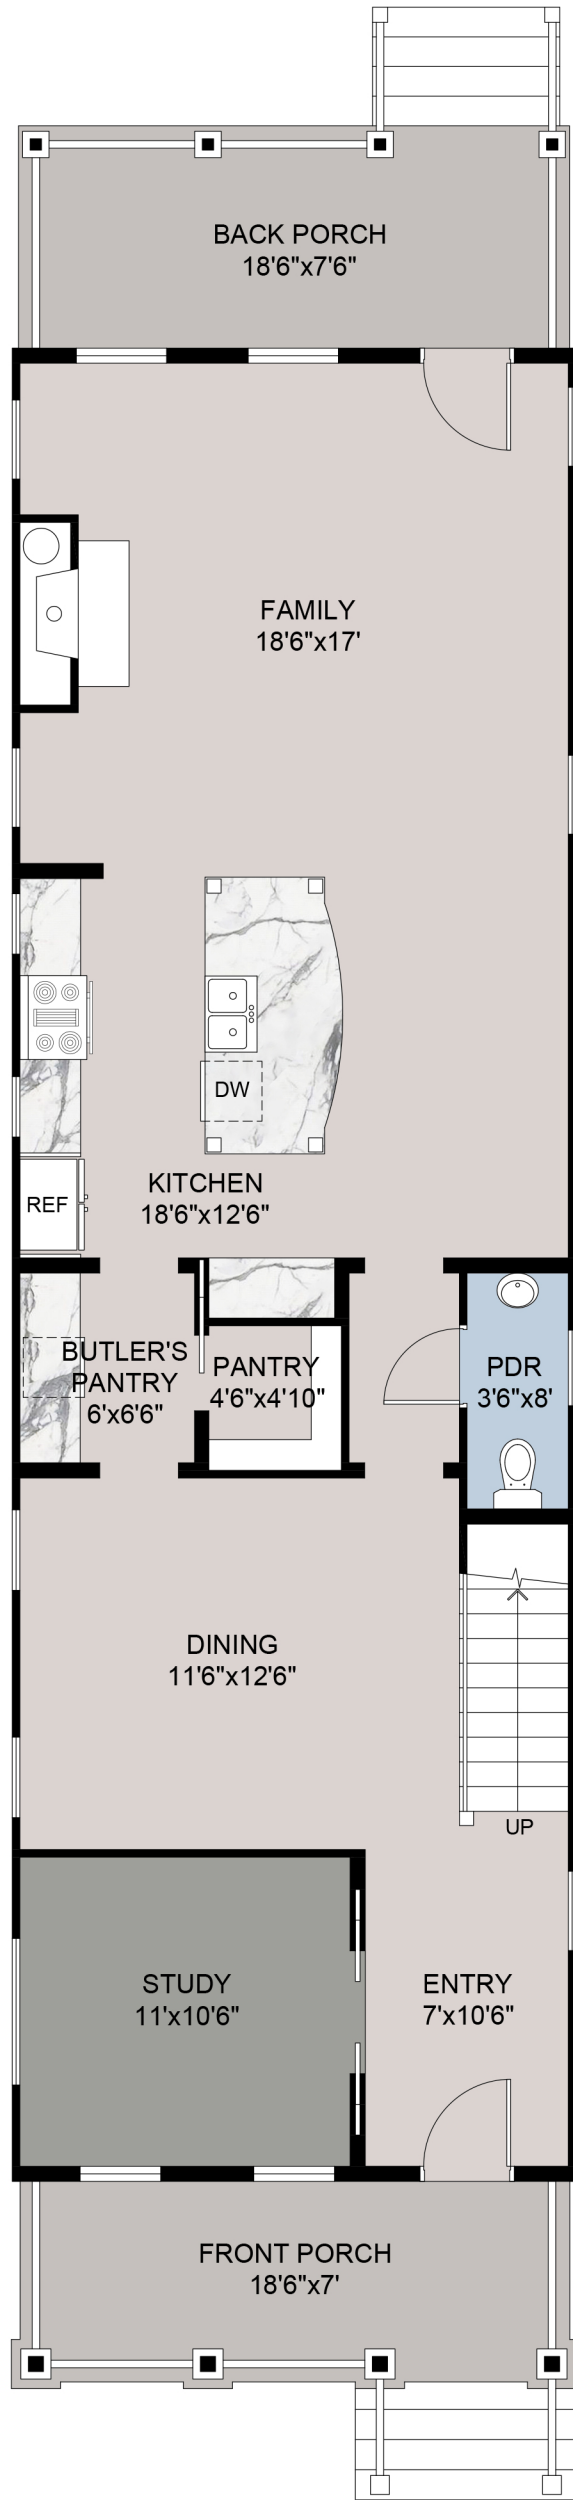 BACK PORCH
18'6"x7'6"
FAMILY
18'6"x17'
DW
KITCHEN
18'6"x12'6"
REF
BUTLER'S
PANTRY
6'x6'6"
PANTRY
4'6"x4'10"
PDR
3'6"x8'
DINING
11'6"x12'6"
UP
STUDY
11'x10'6"
ENTRY
7'x10'6"
FRONT PORCH
18'6"x7'